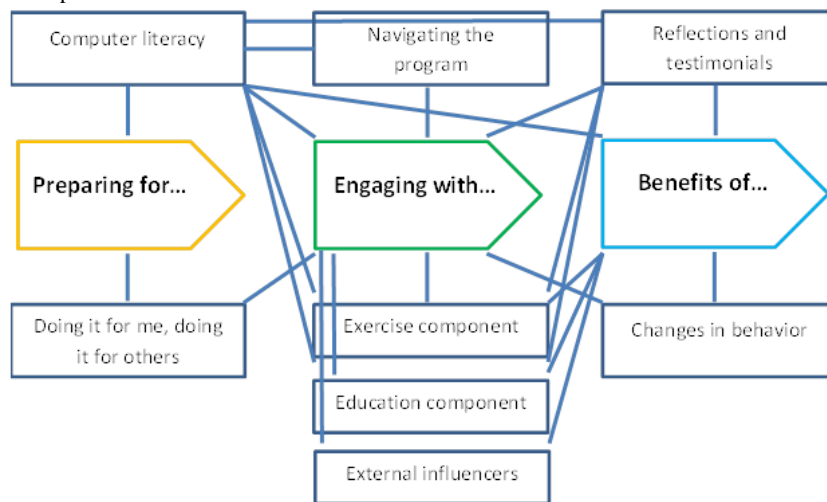 Computer literacy
Navigating the
program
Reflections and
testimonials
Preparing for...
Engaging with...
Benefits of...
Doing it for me, doing
it for others
Exercise component
Changes in behavior
Education component
External influencers